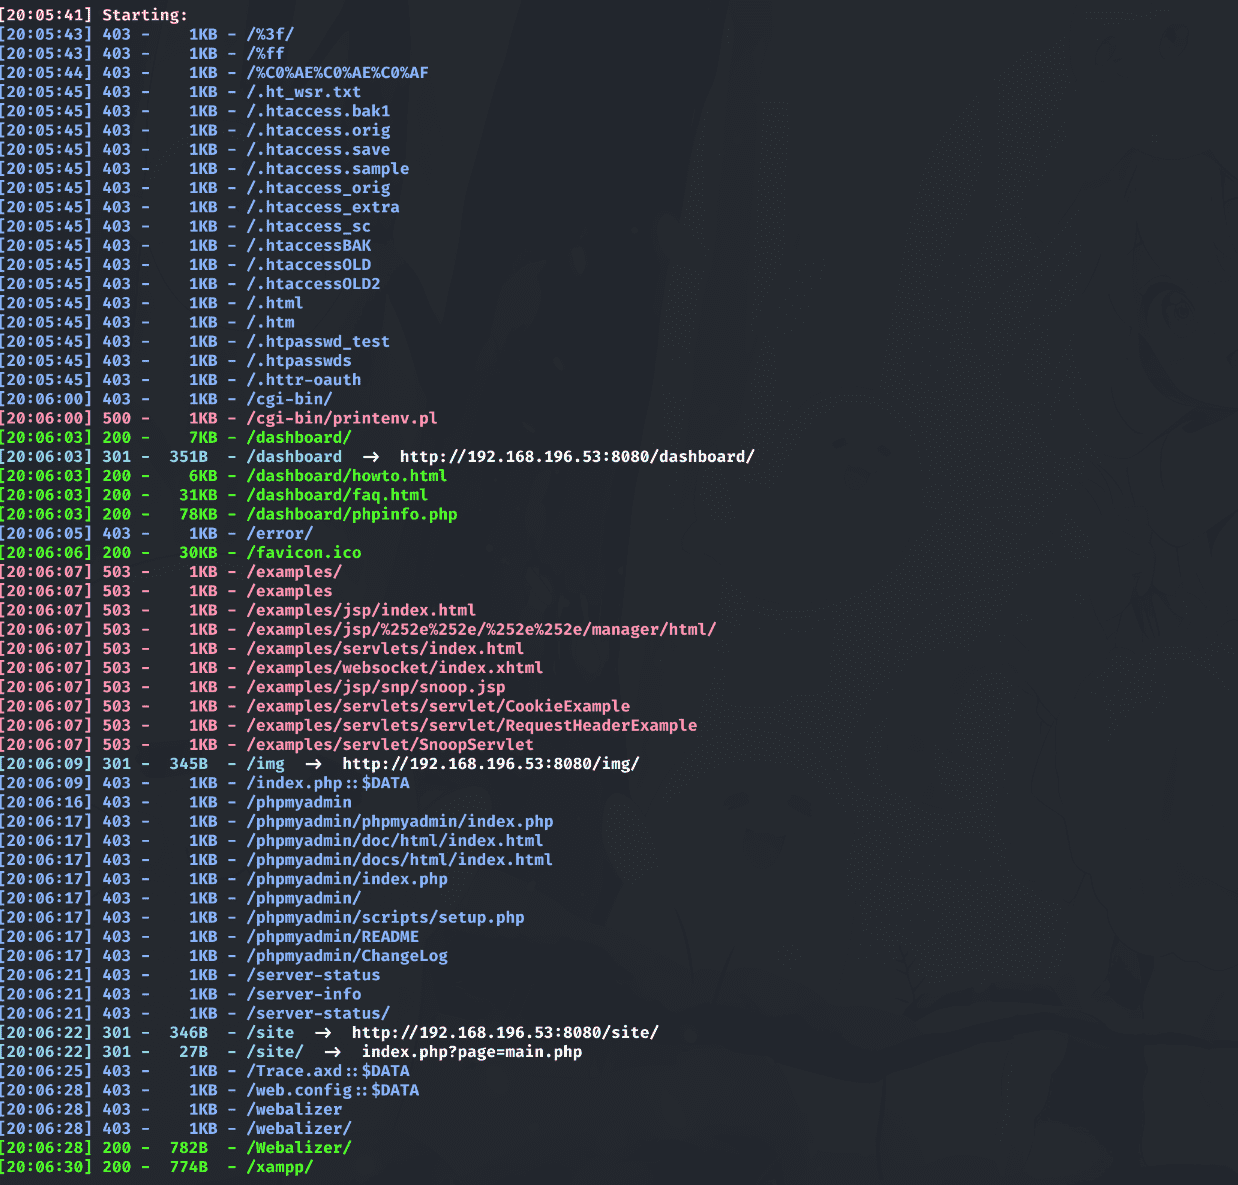 [20:05:41] Starting:
[20:05:43] 403 -    1KB - /%3f/
[20:05:43] 403 -    1KB - /%ff
[20:05:44] 403 -    1KB - /%C0%AE%C0%AE%C0%AF
[20:05:45] 403 -    1KB - /.ht_wsr.txt
[20:05:45] 403 -    1KB - /.htaccess.bak1
[20:05:45] 403 -    1KB - /.htaccess.orig
[20:05:45] 403 -    1KB - /.htaccess.save
[20:05:45] 403 -    1KB - /.htaccess.sample
[20:05:45] 403 -    1KB - /.htaccess_orig
[20:05:45] 403 -    1KB - /.htaccess_extra
[20:05:45] 403 -    1KB - /.htaccess_sc
[20:05:45] 403 -    1KB - /.htaccessBAK
[20:05:45] 403 -    1KB - /.htaccessOLD
[20:05:45] 403 -    1KB - /.htaccessOLD2
[20:05:45] 403 -    1KB - /.html
[20:05:45] 403 -    1KB - /.htm
[20:05:45] 403 -    1KB - /.htpasswd_test
[20:05:45] 403 -    1KB - /.htpasswds
[20:05:45] 403 -    1KB - /.httr-oauth
[20:06:00] 403 -    1KB - /cgi-bin/
[20:06:00] 500 -    1KB - /cgi-bin/printenv.pl
[20:06:03] 200 -    7KB - /dashboard/
[20:06:03] 301 -  351B  - /dashboard  ->  http://192.168.196.53:8080/dashboard/
[20:06:03] 200 -    6KB - /dashboard/howto.html
[20:06:03] 200 -   31KB - /dashboard/faq.html
[20:06:03] 200 -   78KB - /dashboard/phpinfo.php
[20:06:05] 403 -    1KB - /error/
[20:06:06] 200 -   30KB - /favicon.ico
[20:06:07] 503 -    1KB - /examples/
[20:06:07] 503 -    1KB - /examples
[20:06:07] 503 -    1KB - /examples/jsp/index.html
[20:06:07] 503 -    1KB - /examples/jsp/%252e%252e/%252e%252e/manager/html/
[20:06:07] 503 -    1KB - /examples/servlets/index.html
[20:06:07] 503 -    1KB - /examples/websocket/index.xhtml
[20:06:07] 503 -    1KB - /examples/jsp/snp/snoop.jsp
[20:06:07] 503 -    1KB - /examples/servlets/servlet/CookieExample
[20:06:07] 503 -    1KB - /examples/servlets/servlet/RequestHeaderExample
[20:06:07] 503 -    1KB - /examples/servlet/SnoopServlet
[20:06:09] 301 -  345B  - /img  ->  http://192.168.196.53:8080/img/
[20:06:09] 403 -    1KB - /index.php::$DATA
[20:06:16] 403 -    1KB - /phpmyadmin
[20:06:17] 403 -    1KB - /phpmyadmin/phpmyadmin/index.php
[20:06:17] 403 -    1KB - /phpmyadmin/doc/html/index.html
[20:06:17] 403 -    1KB - /phpmyadmin/docs/html/index.html
[20:06:17] 403 -    1KB - /phpmyadmin/index.php
[20:06:17] 403 -    1KB - /phpmyadmin/
[20:06:17] 403 -    1KB - /phpmyadmin/scripts/setup.php
[20:06:17] 403 -    1KB - /phpmyadmin/README
[20:06:17] 403 -    1KB - /phpmyadmin/ChangeLog
[20:06:21] 403 -    1KB - /server-status
[20:06:21] 403 -    1KB - /server-info
[20:06:21] 403 -    1KB - /server-status/
[20:06:22] 301 -  346B  - /site  ->  http://192.168.196.53:8080/site/
[20:06:22] 301 -   27B  - /site/  ->  index.php?page=main.php
[20:06:25] 403 -    1KB - /Trace.axd::$DATA
[20:06:28] 403 -    1KB - /web.config::$DATA
[20:06:28] 403 -    1KB - /webalizer
[20:06:28] 403 -    1KB - /webalizer/
[20:06:28] 200 -  782B  - /Webalizer/
[20:06:30] 200 -  774B  - /xampp/